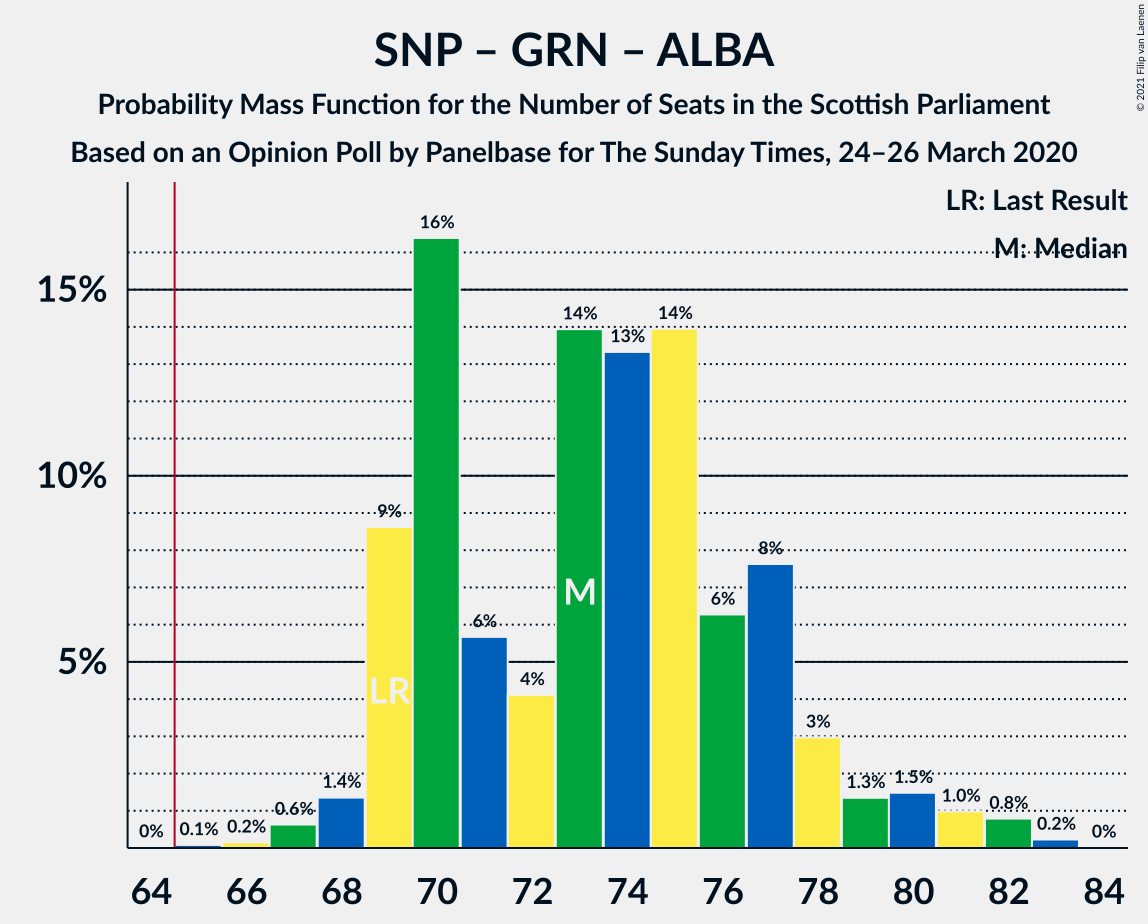 SNP – GRN – ALBA
Probability Mass Function for the Number of Seats in the Scottish Parliament
Based on an Opinion Poll by Panelbase for The Sunday Times, 24–26 March 2020
© 2021 Filip van Laenen
LR: Last Result
M: Median
15%
10%
5%
0%
0.1%
0.2%
0.6%
1.4%
9%
16%
6%
4%
14%
13%
14%
6%
8%
3%
1.3%
1.5%
1.0%
0.8%
0.2%
0%
LR
M
64 66 68 70 72 74 76 78 80 82 84